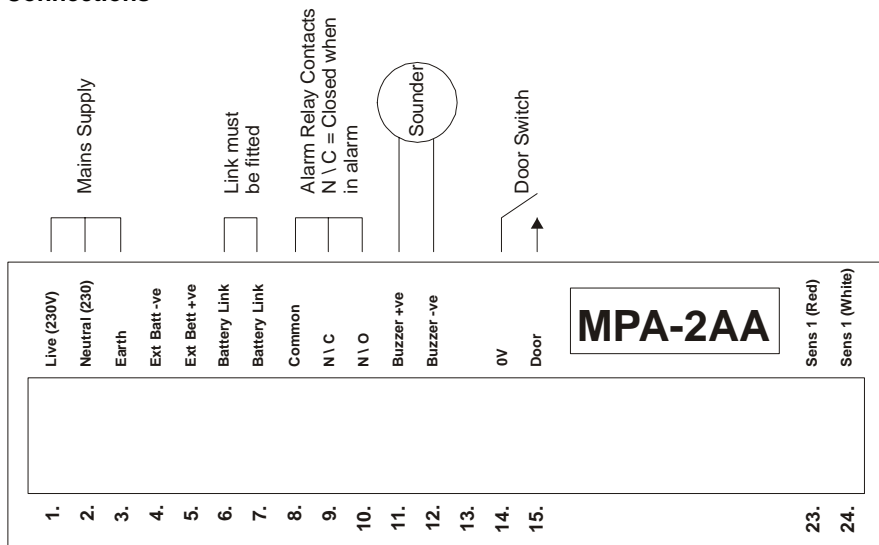 Connections
Mains Supply
Link must
be fitted
Alarm Relay Contacts
N \ C = Closed when
in alarm
Sounder
Door Switch
Live (230V)
Neutral (230)
Earth
Ext Batt -ve
Ext Bett +ve
Battery Link
Battery Link
Common
N \ C
N \ O
Buzzer +ve
Buzzer -ve
0V
Door
MPA-2AA
Sens 1 (Red)
Sens 1 (White)
1.
2.
3.
4.
5.
6.
7.
8.
9.
10.
11.
12.
13.
14.
15.
23.
24.